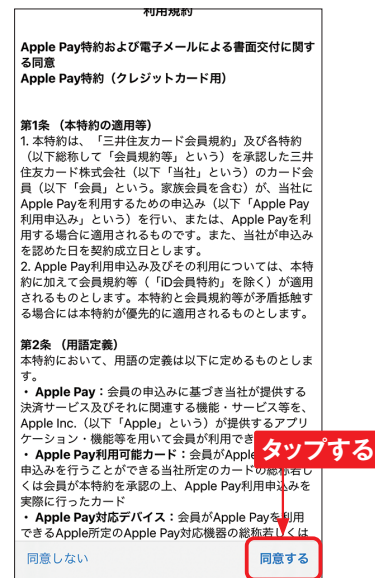 利用規約
Apple Pay特約および電子メールによる書面交付に関す
る同意
Apple Pay特約（クレジットカード用）
第1条 （本特約の適用等）
1. 本特約は、「三井住友カード会員規約」及び各特約
（以下総称して「会員規約等」という）を承認した三井
住友カード株式会社（以下「当社」という）のカード会
員（以下「会員」という。家族会員を含む）が、当社に
Apple Payを利用するための申込み（以下「Apple Pay
利用申込み」という）を行い、または、Apple Payを利
用する場合に適用されるものです。また、当社が申込み
を認めた日を契約成立日とします。
2. Apple Pay利用申込み及びその利用については、本特
約に加えて会員規約等（「iD会員特約」を除く）が適用
されるものとします。本特約と会員規約等が矛盾抵触す
る場合には本特約が優先的に適用されるものとします。
第2条 （用語定義）
本特約において、用語の定義は以下に定めるものとしま
す。
・ Apple Pay：会員の申込みに基づき当社が提供する
決済サービス及びそれに関連する機能・サービス等を、
Apple Inc.（以下「Apple」という）が提供するアプリ
ケーション・機能等を用いて会員が利用でき
・ Apple Pay利用可能カード：会員がApple
タップする
申込みを行うことができる当社所定のカードの総称若し
くは会員が本特約を承認の上、Apple Pay利用申込みを
実際に行ったカード
・ Apple Pay対応デバイス：会員がApple Payを利用
できるApple所定のApple Pay対応機器の総称若しくは
同意しない
同意する